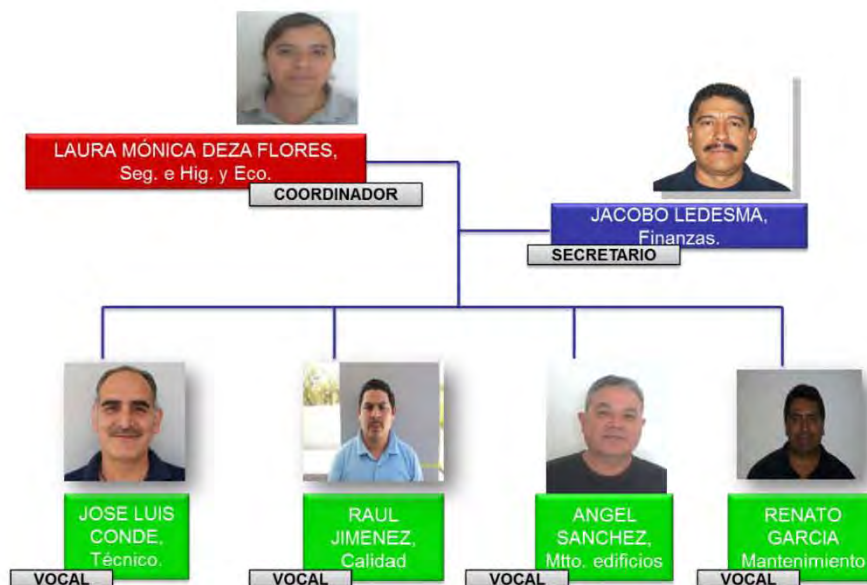 LAURA MÓNICA DEZA FLORES,
Seg. e Hig. y Eco.
COORDINADOR
JACOBO LEDESMA,
Finanzas.
SECRETARIO
JOSE LUIS
CONDE,
Técnico.
VOCAL
RAUL
JIMENEZ,
Calidad
VOCAL
ANGEL
SANCHEZ,
Mtto. edificios
VOCAL
RENATO
GARCIA
Mantenimiento
VOCAL